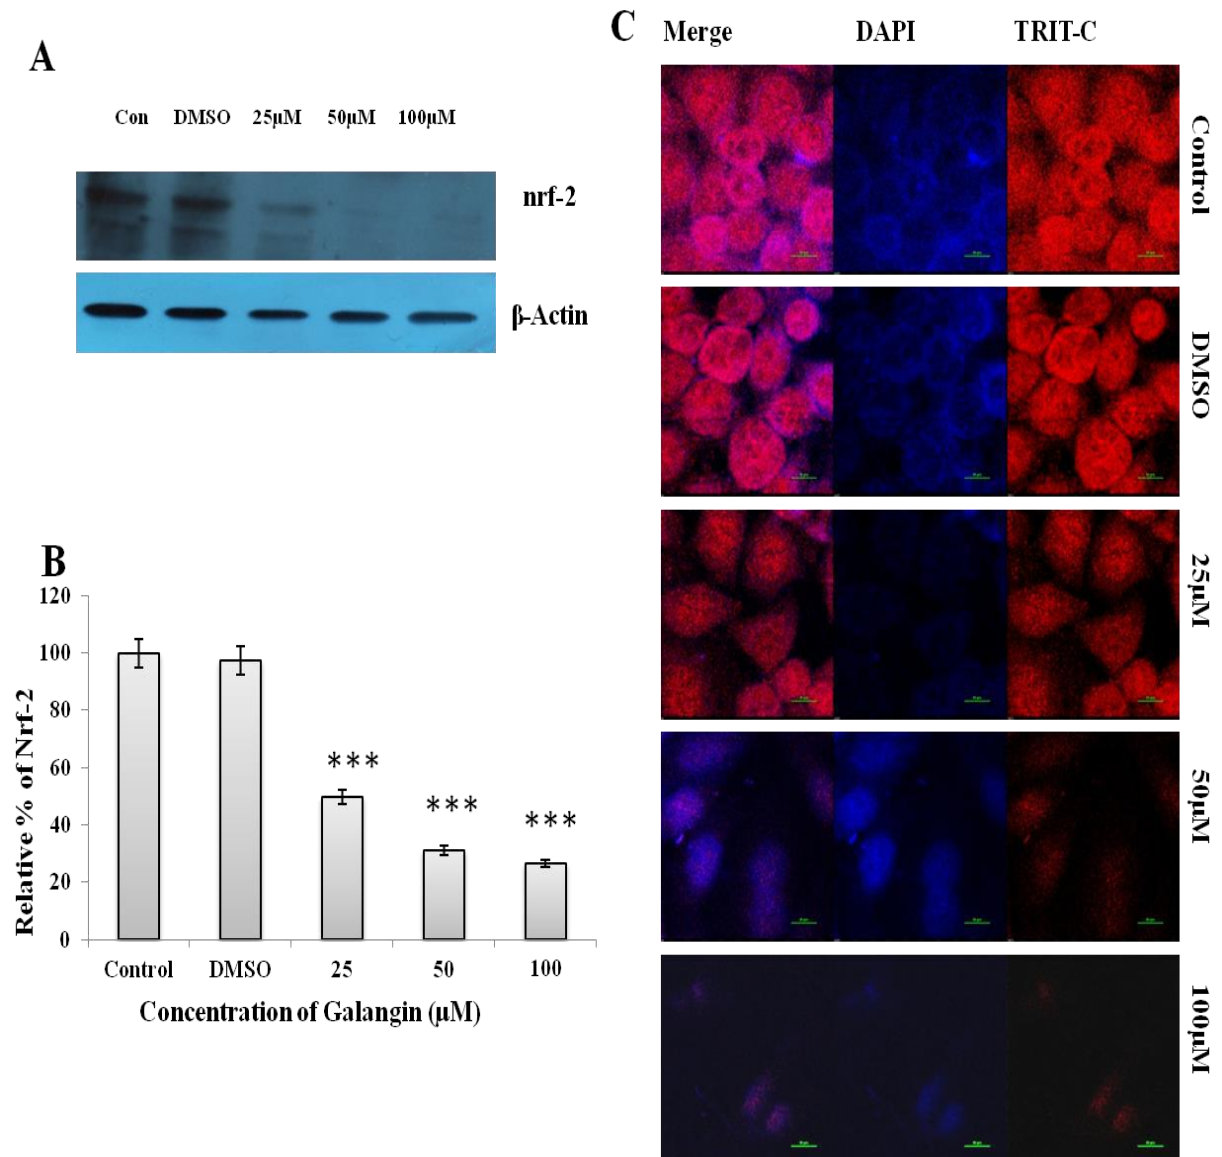 A
Con DMSO 25μM 50μM 100μM
nrf-2
β-Actin
B
120
100
80
60
40
20
0
Relative % of Nrf-2
***
***
***
Control DMSO 25 50 100
Concentration of Galangin (μM)
C
Merge DAPI TRIT-C
Control
DMSO
25μM
50μM
100μM